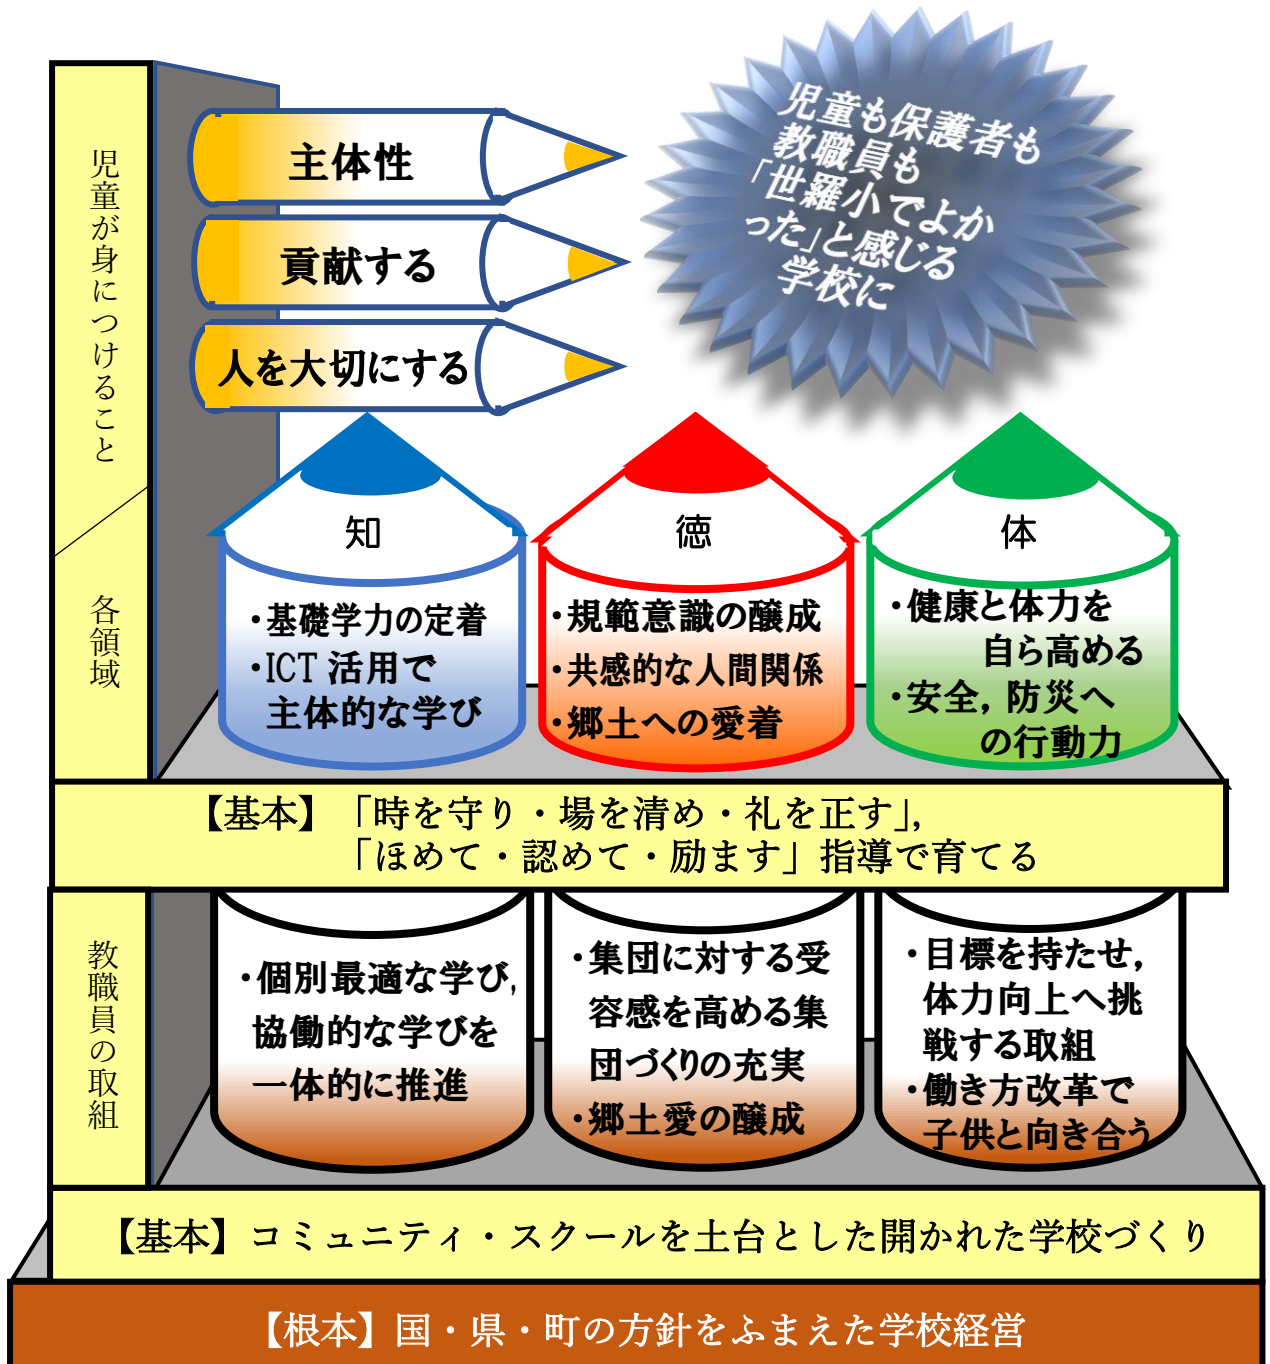 児童が身につけること
主体性
貢献する
人を大切にする
児童も保護者も
教職員も
「世羅小でよか
った」と感じる
学校に
各領域
知
・基礎学力の定着
・ICT 活用で
主体的な学び
徳
・規範意識の醸成
・共感的な人間関係
・郷土への愛着
体
・健康と体力を
自ら高める
・安全，防災へ
の行動力
【基本】「時を守り・場を清め・礼を正す」，
「ほめて・認めて・励ます」指導で育てる
教職員の取組
・個別最適な学び，
協働的な学びを
一体的に推進
・集団に対する受
容感を高める集
団づくりの充実
・郷土愛の醸成
・目標を持たせ，
体力向上へ挑
戦する取組
・働き方改革で
子供と向き合う
【基本】コミュニティ・スクールを土台とした開かれた学校づくり
【根本】国・県・町の方針をふまえた学校経営